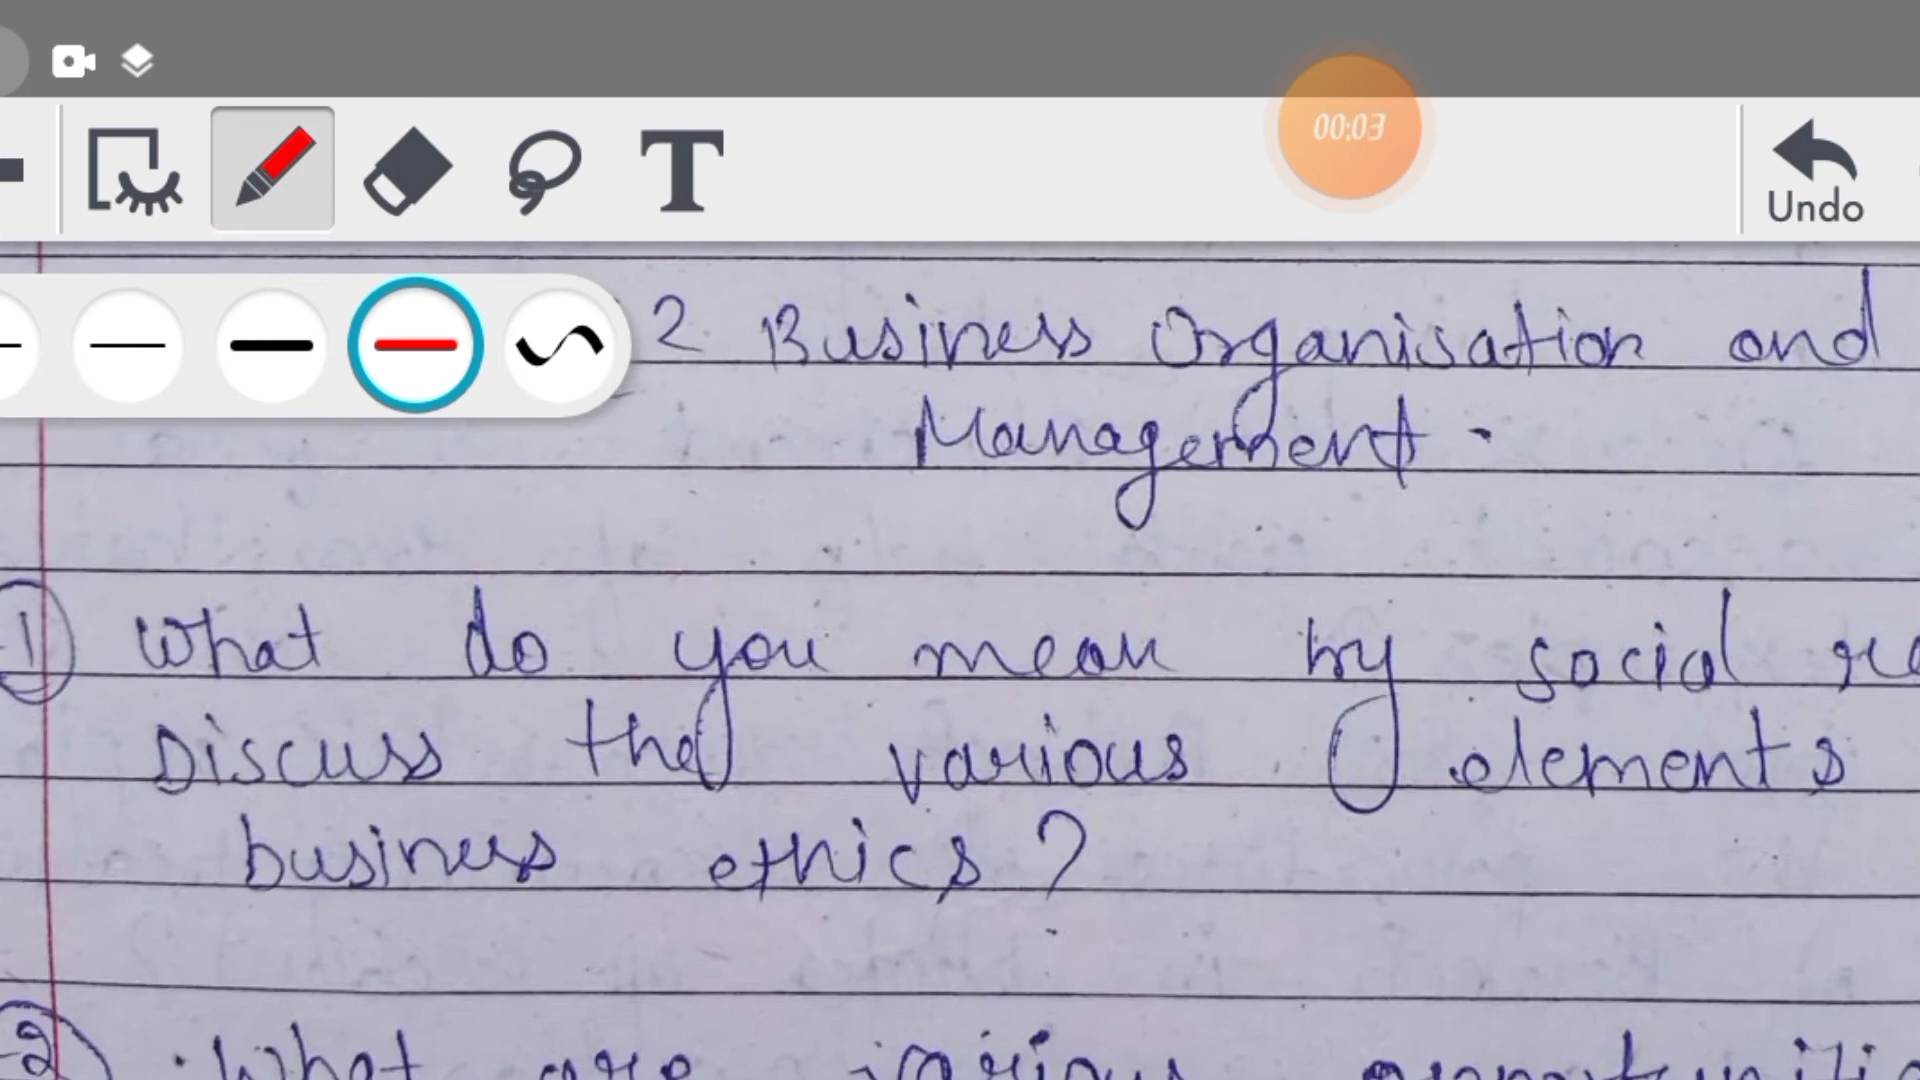 00:03
T
Undo
2 Business Organisation and
Management.
1 What do you mean by social re
Discuss the various elements
business ethics?
2 What are various